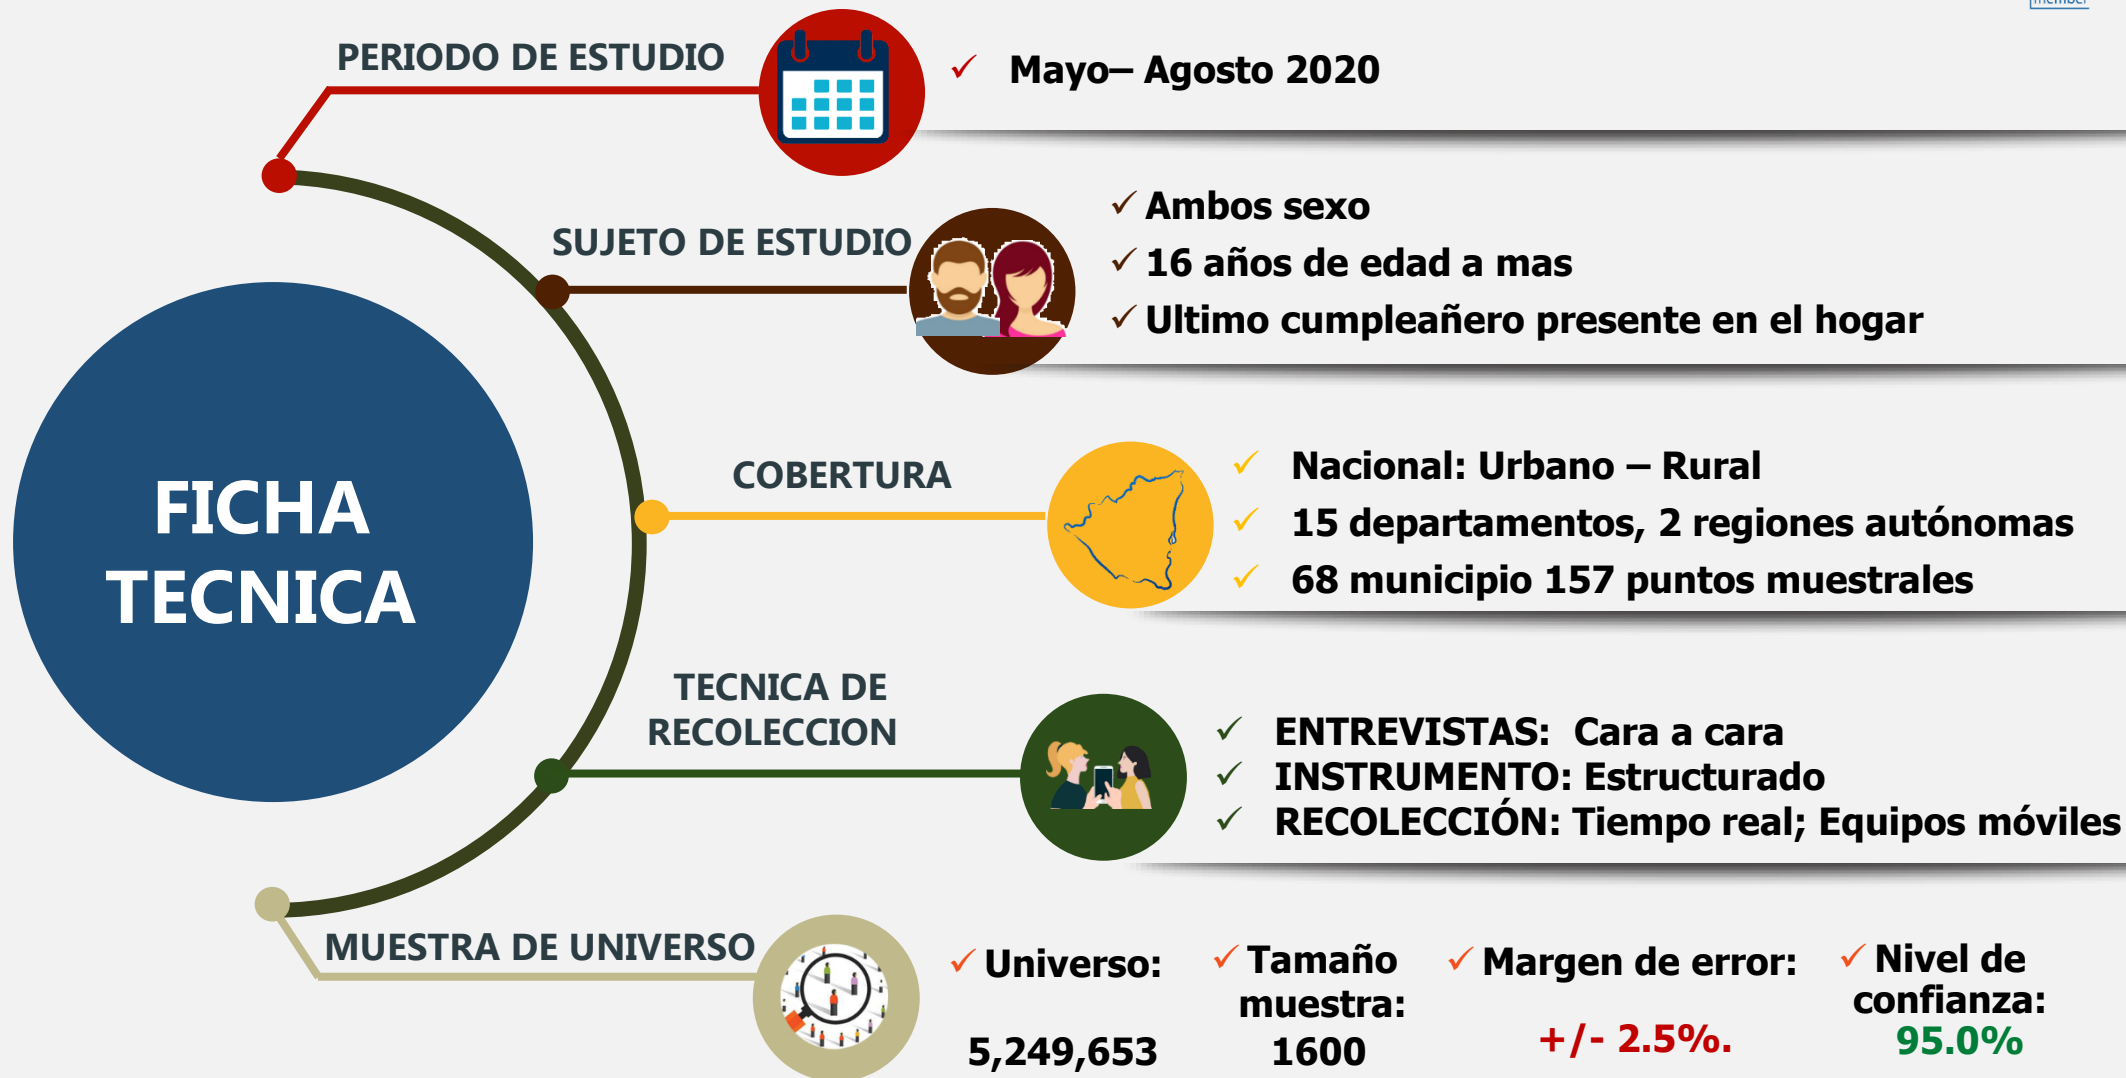 member
PERIODO DE ESTUDIO
Mayo– Agosto 2020
SUJETO DE ESTUDIO
Ambos sexo
16 años de edad a mas
Ultimo cumpleañero presente en el hogar
FICHA
TECNICA
COBERTURA
Nacional: Urbano – Rural
15 departamentos, 2 regiones autónomas
68 municipio 157 puntos muestrales
TECNICA DE
RECOLECCION
ENTREVISTAS: Cara a cara
INSTRUMENTO: Estructurado
RECOLECCIÓN: Tiempo real; Equipos móviles
MUESTRA DE UNIVERSO
Universo:
5,249,653
Tamaño
muestra:
1600
Margen de error:
+/- 2.5%.
Nivel de
confianza:
95.0%